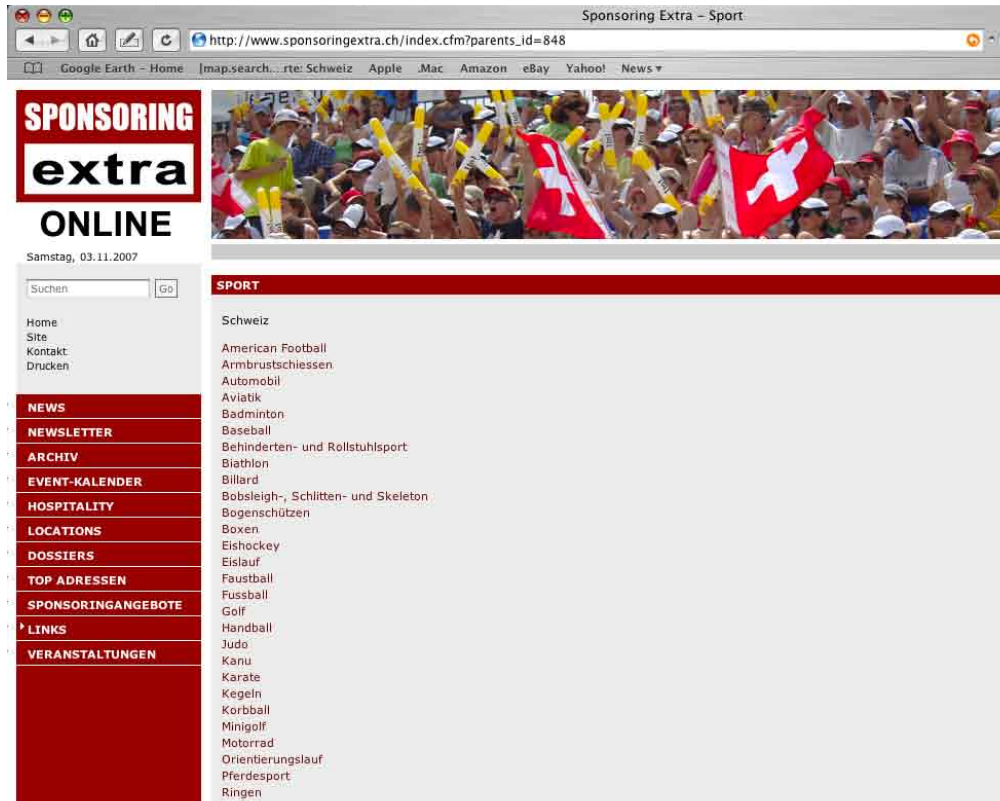 Sponsoring Extra – Sport
http://www.sponsoringextra.ch/index.cfm?parents_id=848
Google Earth – Home [map.search... rte: Schweiz Apple .Mac Amazon eBay Yahoo! News
SPONSORING
extra
ONLINE
Samstag, 03.11.2007
Suchen Go
Home
Site
Kontakt
Drucken
NEWS
NEWSLETTER
ARCHIV
EVENT-KALENDER
HOSPITALITY
LOCATIONS
DOSSIERS
TOP ADRESSEN
SPONSORINGANGEBOTE
LINKS
VERANSTALTUNGEN
SPORT
Schweiz
American Football
Armbrustschiessen
Automobil
Aviatik
Badminton
Baseball
Behinderten- und Rollstuhlsport
Biathlon
Billard
Bobsleigh-, Schlitten- und Skeleton
Bogenschützen
Boxen
Eishockey
Eislauf
Faustball
Fussball
Golf
Handball
Judo
Kanu
Karate
Kegeln
Korbball
Minigolf
Motorrad
Orientierungslauf
Pferdesport
Ringen